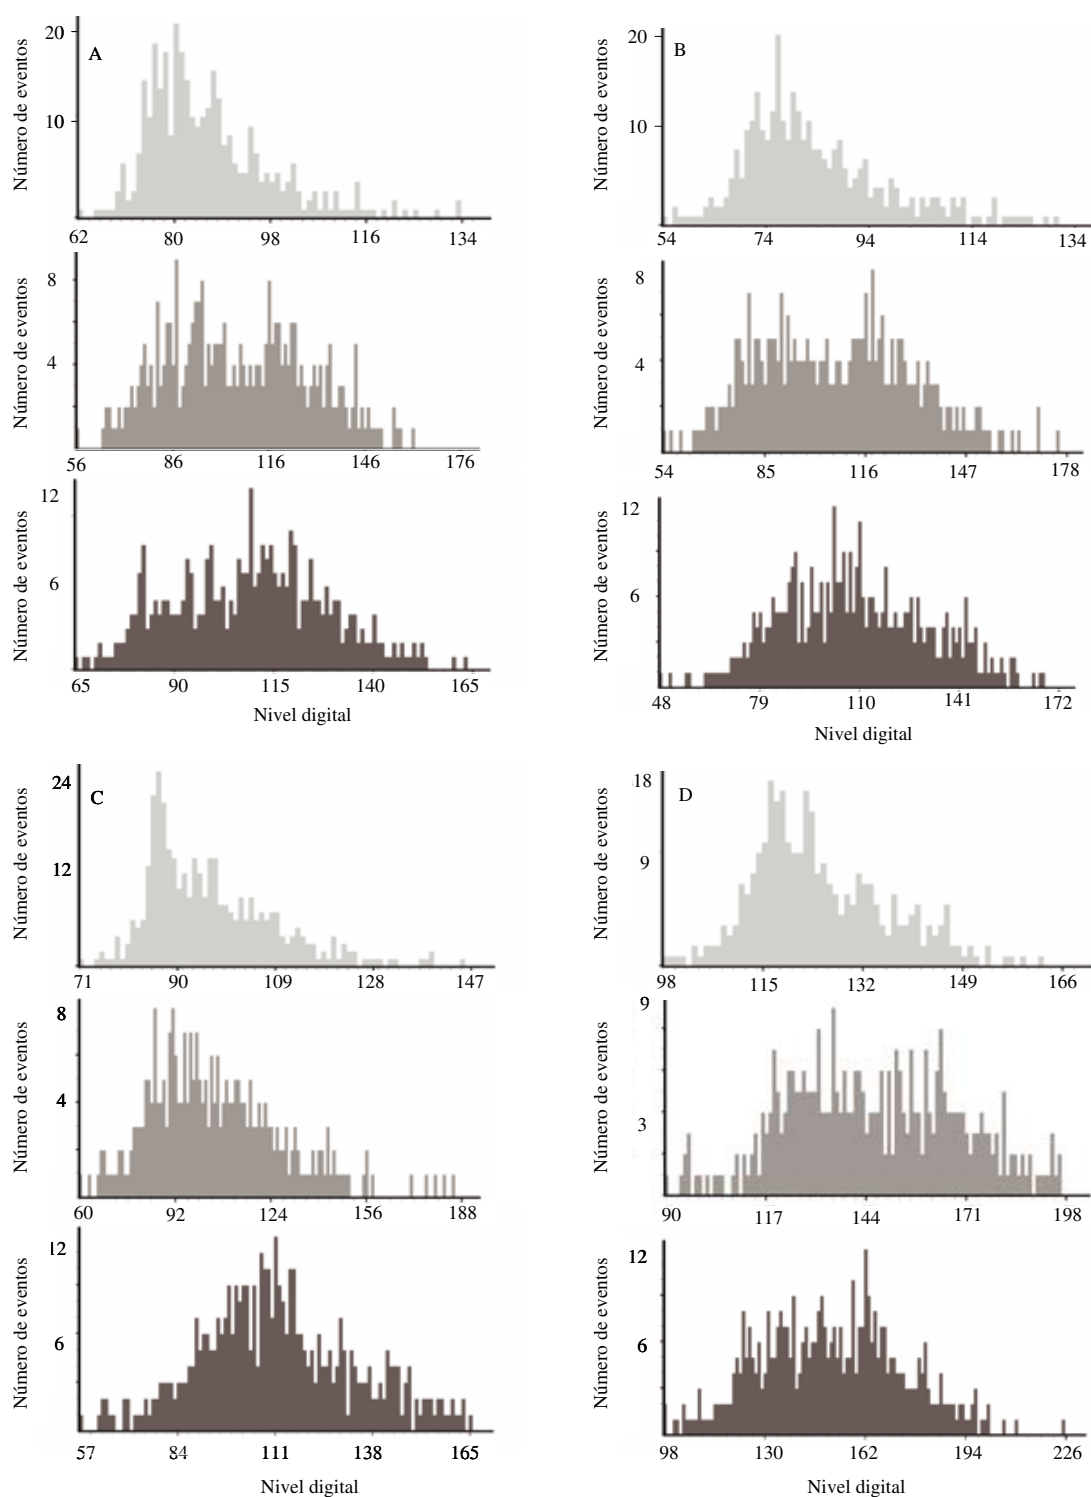 A
Número de eventos
20
10
62 80 98 116 134
B
Número de eventos
20
10
54 74 94 114 134
Número de eventos
8
4
56 86 116 146 176
Número de eventos
8
4
54 85 116 147 178
Número de eventos
12
6
65 90 115 140 165
Nivel digital
Número de eventos
12
6
48 79 110 141 172
Nivel digital
C
Número de eventos
24
12
71 90 109 128 147
D
Número de eventos
18
9
98 115 132 149 166
Número de eventos
8
4
60 92 124 156 188
Número de eventos
9
3
90 117 144 171 198
Número de eventos
12
6
57 84 111 138 165
Nivel digital
Número de eventos
12
6
98 130 162 194 226
Nivel digital